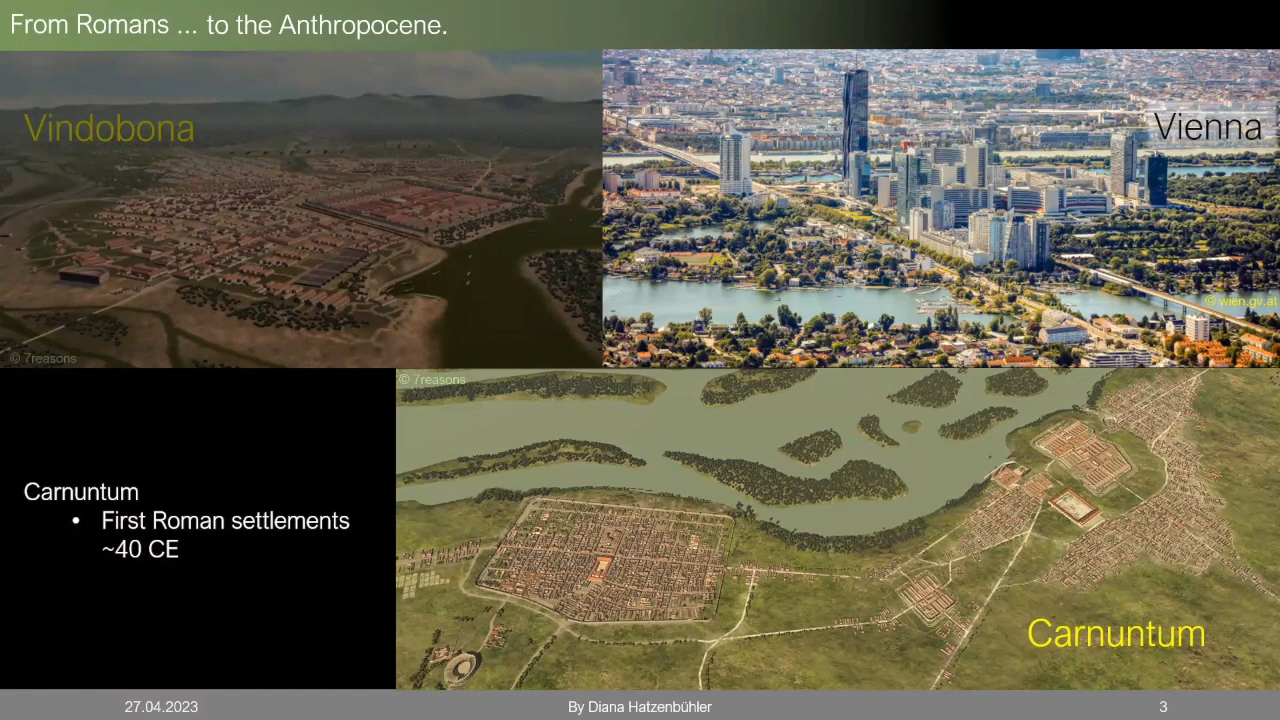 From Romans ... to the Anthropocene.
Vindobona
Vienna
© wien.gv.at
© 7reasons
© 7reasons
Carnuntum
• First Roman settlements
~40 CE
Carnuntum
27.04.2023
By Diana Hatzenbühler
3